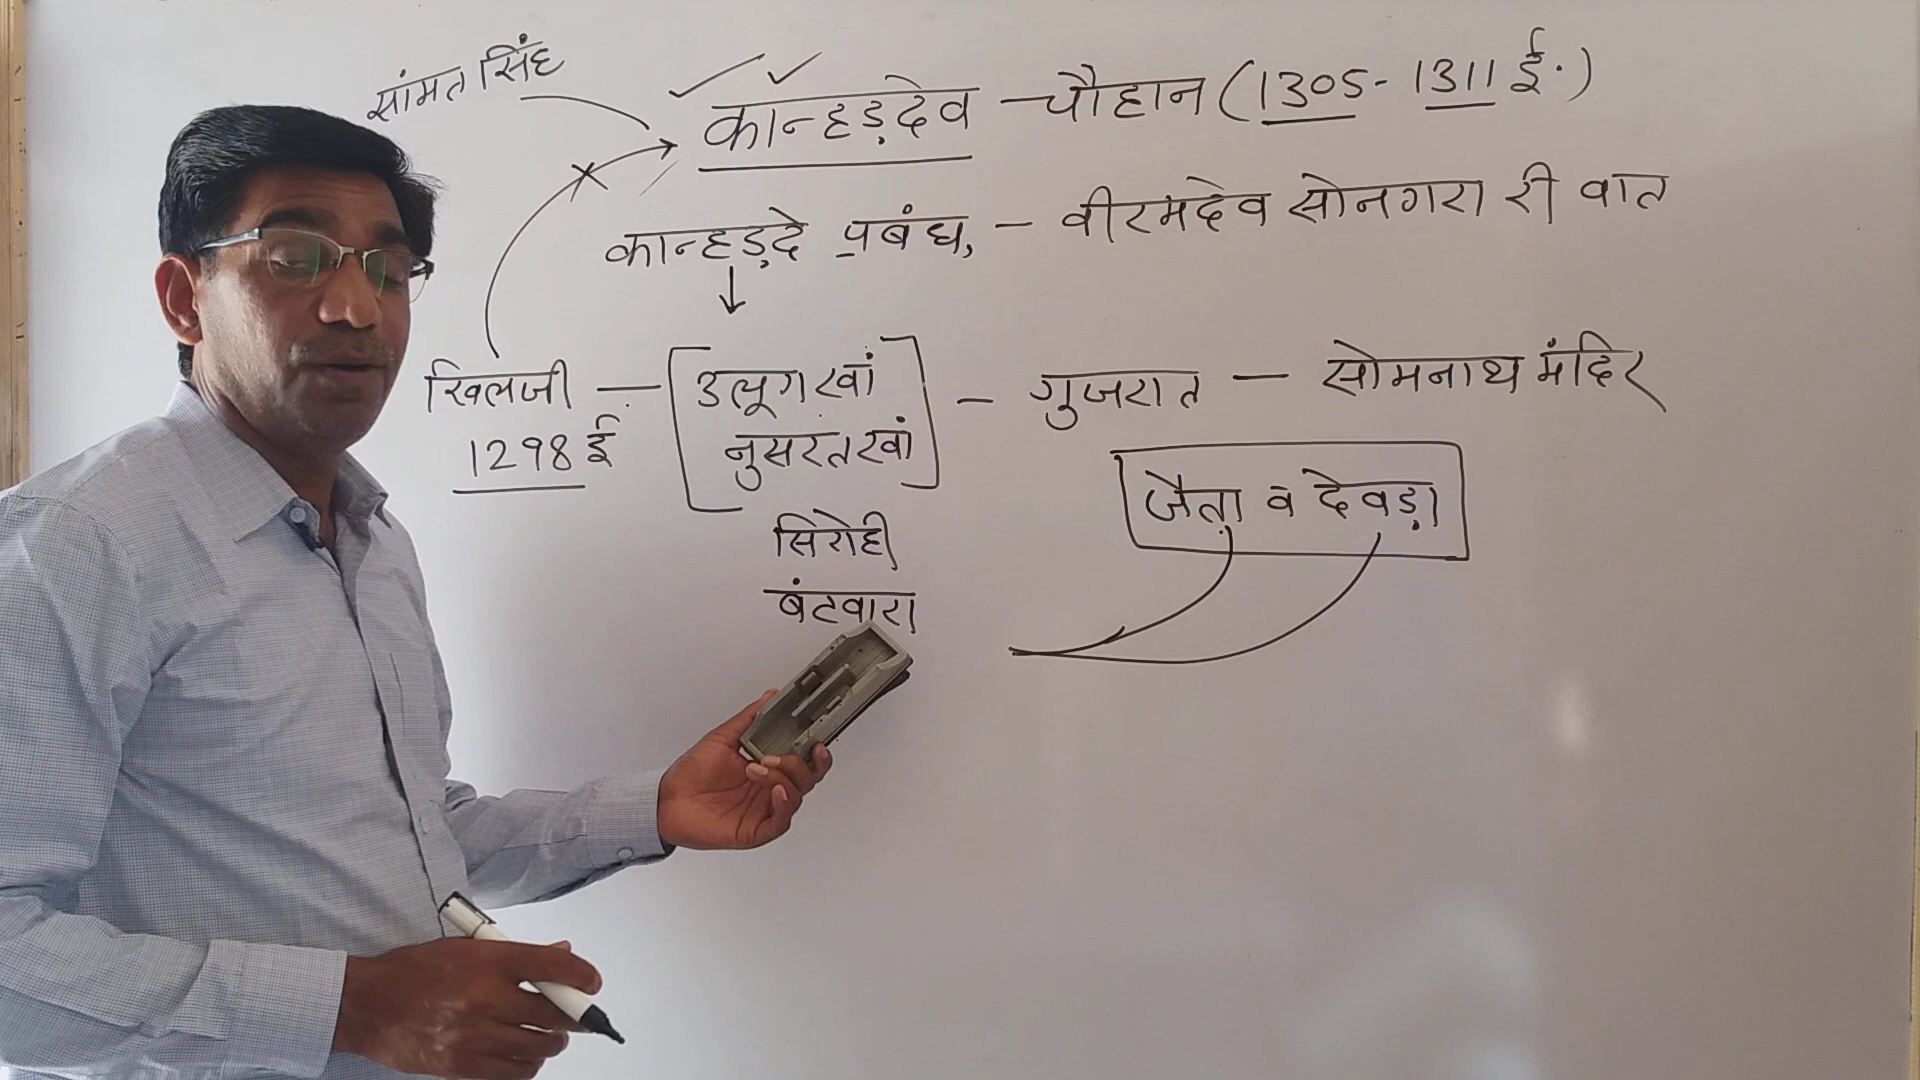 सांमत सिंह
कान्हड़देव - चौहान (1305 - 1311 ई.)
कान्हड़दे प्रबंध, - वीरमदेव सोनगरा री वात
खिलजी - [उलूगखां - गुजरात - सोमनाथ मंदिर
1298 ई नुसरतखां]
जैता व देवड़ा
सिरोही
बंटवारा